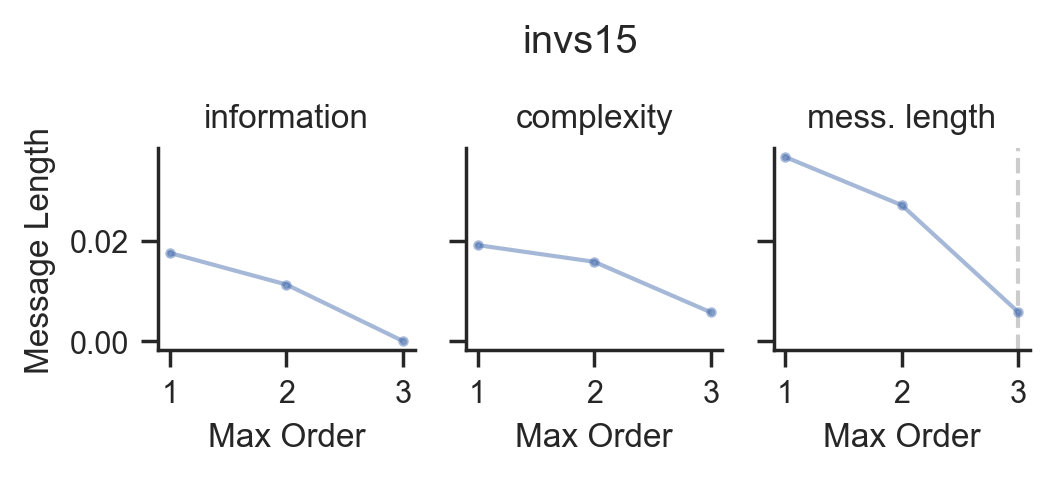 invs15
information
complexity
mess. length
Message Length
0.02
0.00
1 2 3
1 2 3
1 2 3
Max Order
Max Order
Max Order